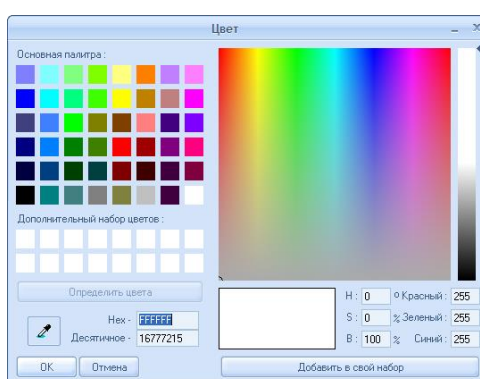 Цвет
Основная палитра :
Дополнительный набор цветов :
Определить цвета
Hex - FFFFFF
Десятичное - 16777215
OK Отмена
H : 0 º Красный : 255
S : 0 % Зеленый : 255
B : 100 % Синий : 255
Добавить в свой набор